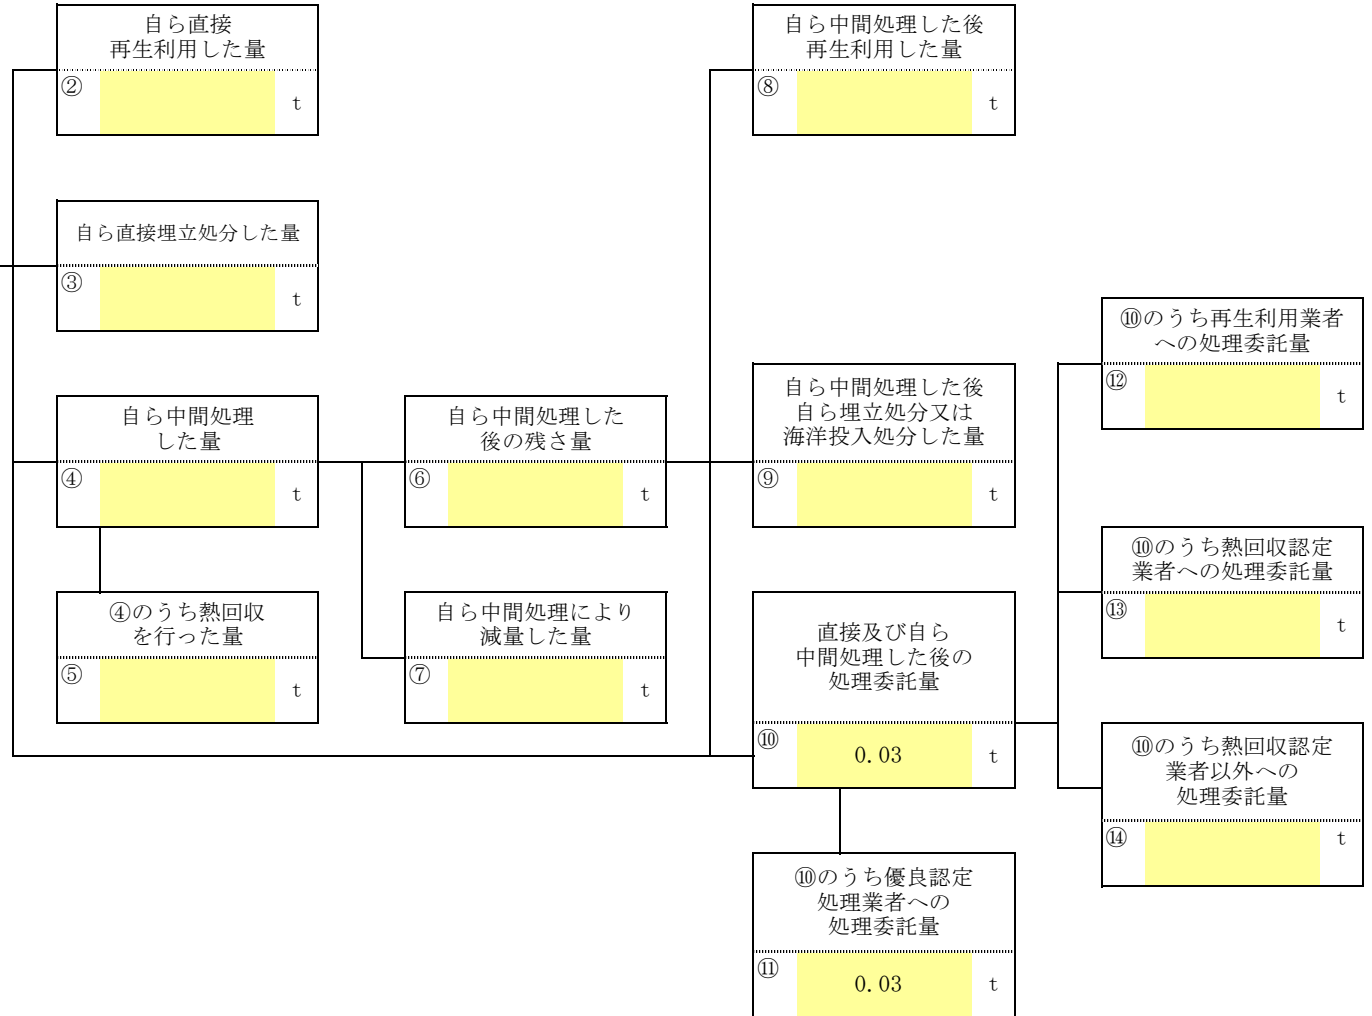 自ら直接
再生利用した量
② t
自ら中間処理した後
再生利用した量
⑧ t
自ら直接埋立処分した量
③ t
⑩のうち再生利用業者
への処理委託量
⑫ t
自ら中間処理
した量
④ t
自ら中間処理した
後の残さ量
⑥ t
自ら中間処理した後
自ら埋立処分又は
海洋投入処分した量
⑨ t
⑩のうち熱回収認定
業者への処理委託量
⑬ t
④のうち熱回収
を行った量
⑤ t
自ら中間処理により
減量した量
⑦ t
直接及び自ら
中間処理した後の
処理委託量
⑩ 0.03 t
⑩のうち熱回収認定
業者以外への
処理委託量
⑭ t
⑩のうち優良認定
処理業者への
処理委託量
⑪ 0.03 t